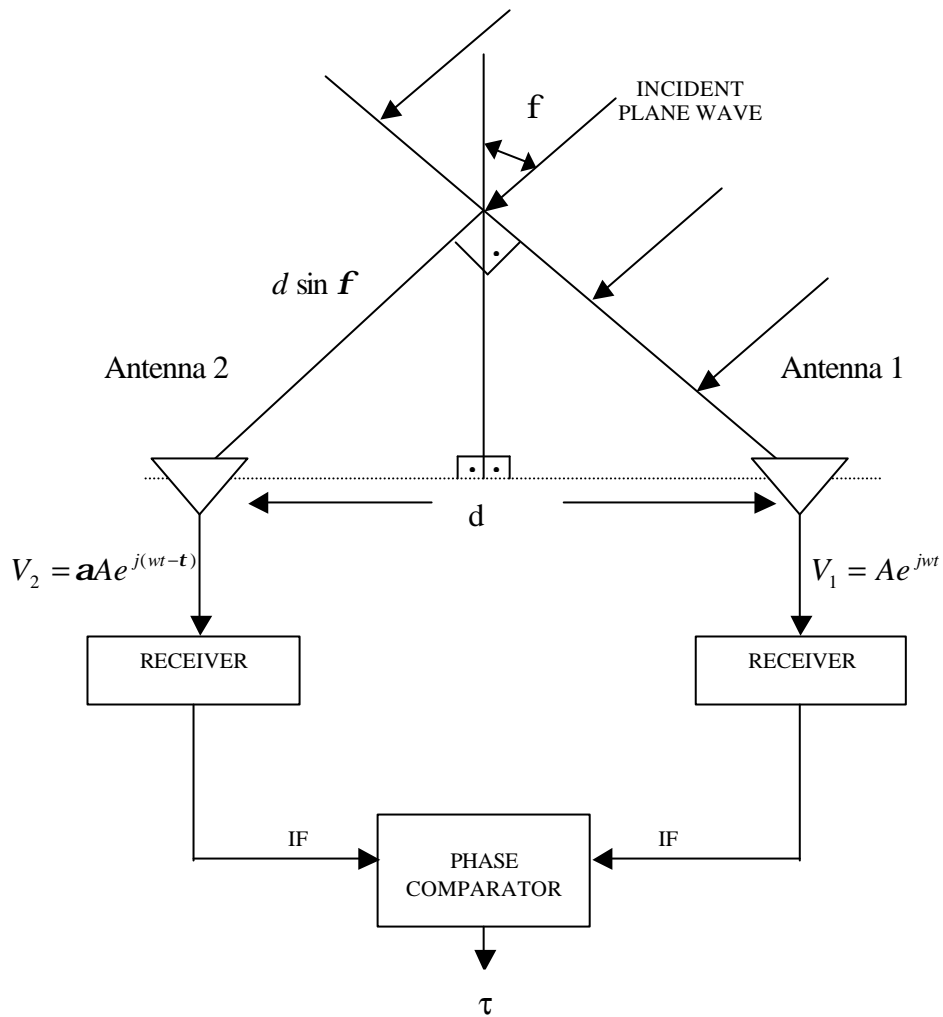 INCIDENT
PLANE WAVE
f
d sin f
Antenna 2
Antenna 1
d
V₂ = aAe^{j(wt−t)}
V₁ = Ae^{jwt}
RECEIVER
RECEIVER
IF
IF
PHASE
COMPARATOR
τ